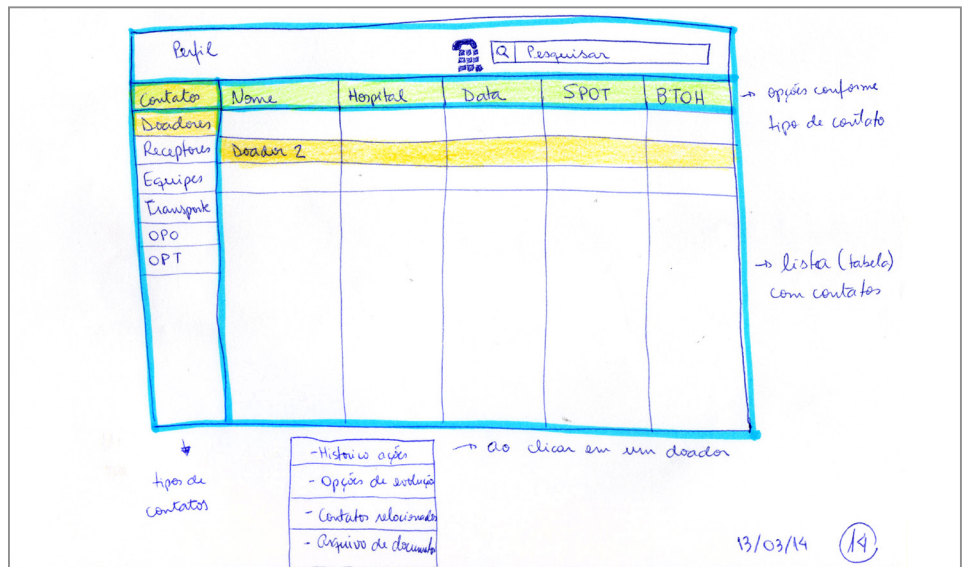 Perfil
Pesquisar
Contatos Nome Hospital Data SPOT BTOH
→ opções conforme
tipo de contato
Doadores
Receptores Doador 2
Equipes
Transporte
OPO
OPT
→ lista (tabela)
com contatos
tipos de
contatos
- Histórico ações
→ ao clicar em um doador
- Opções de evolução
- Contatos relacionados
- Arquivo de documentos
13/03/14 14